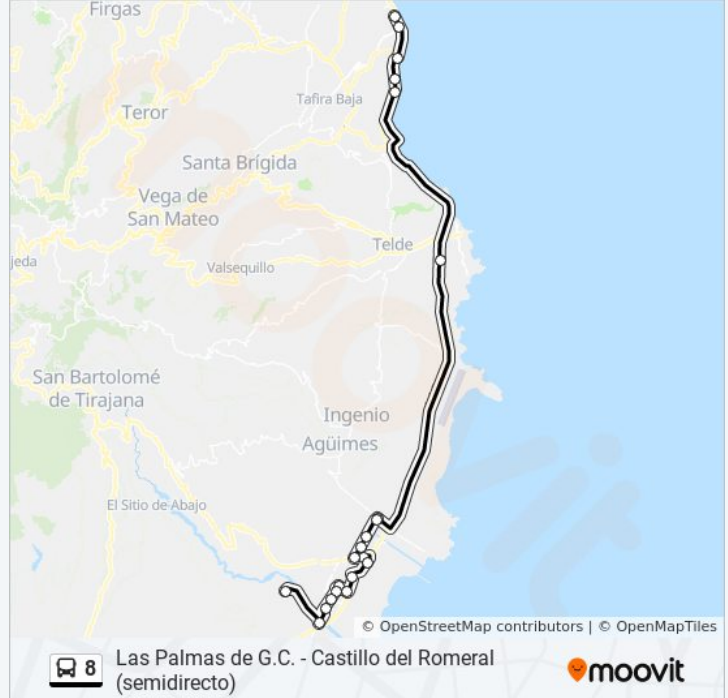 Firgas
Tafira Baja
Teror
Santa Brígida
Vega de
San Mateo
Telde
jeda
Valsequillo
San Bartolomé
de Tirajana
Ingenio
Agüimes
El Sitio de Abajo
© OpenStreetMap contributors | © OpenMapTiles
8
Las Palmas de G.C. - Castillo del Romeral
(semidirecto)
moovit